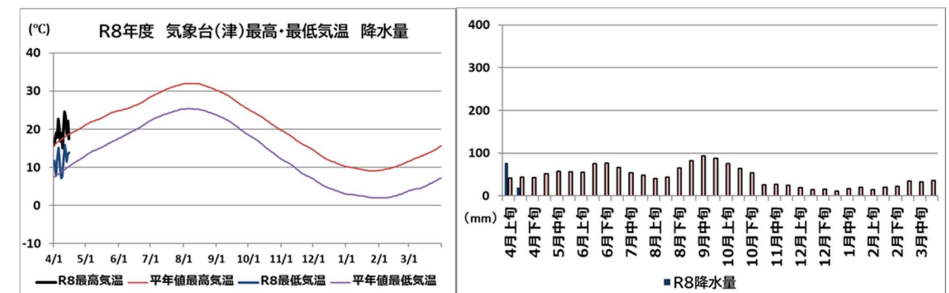 (℃)
R8年度 気象台(津)最高・最低気温 降水量
40
30
20
10
0
-10
4/1 5/1 6/1 7/1 8/1 9/1 10/1 11/1 12/1 1/1 2/1 3/1
R8最高気温 平年値最高気温 R8最低気温 平年値最低気温
400
300
200
100
0
(mm)
4月上旬
4月下旬
5月中旬
6月上旬
6月下旬
7月中旬
8月上旬
8月下旬
9月中旬
10月上旬
10月下旬
11月中旬
12月上旬
12月下旬
1月中旬
2月上旬
2月下旬
3月中旬
R8降水量